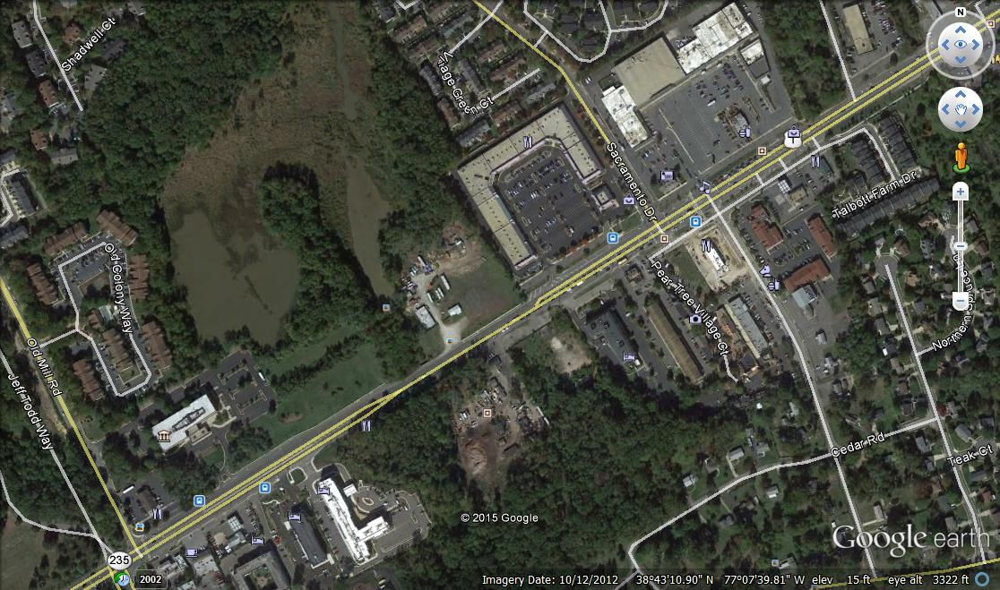 N
Shadwell Ct
Village Green Ct
Sacramento Dr
1
Talbott Farm Dr
Old Colony Way
Old Mill Rd
Jeff Todd Way
Pear Tree Village Ct
Cedar Rd
Teak Ct
© 2015 Google
Google earth
235
2002
Imagery Date: 10/12/2012 38°43'10.90" N 77°07'39.81" W elev 15 ft eye alt 3322 ft